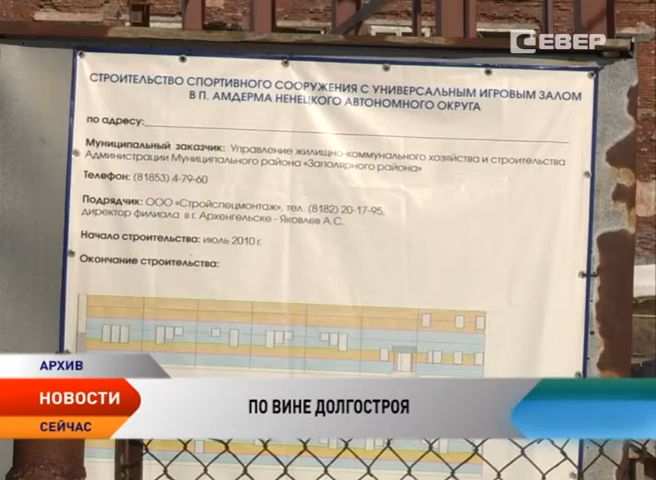 СЕВЕР
СТРОИТЕЛЬСТВО СПОРТИВНОГО СООРУЖЕНИЯ С УНИВЕРСАЛЬНЫМ ИГРОВЫМ ЗАЛОМ
В П. АМДЕРМА НЕНЕЦКОГО АВТОНОМНОГО ОКРУГА
по адресу:
Муниципальный заказчик: Управление жилищно-коммунального хозяйства и строительства
Администрации Муниципального района «Заполярного района»
Телефон: (81853) 4-79-60
Подрядчик: ООО «Стройспецмонтаж», тел. (8182) 20-17-95,
директор филиала в г. Архенгельске - Яковлев А.С.
Начало строительства: июль 2010 г.
Окончание строительства:
АРХИВ
НОВОСТИ
СЕЙЧАС
ПО ВИНЕ ДОЛГОСТРОЯ